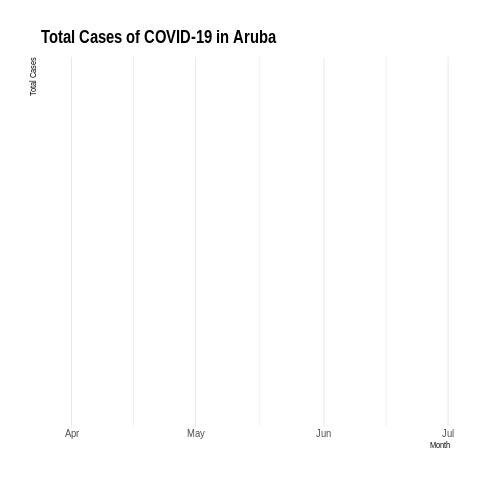 Total Cases of COVID-19 in Aruba
Total Cases
Apr May Jun Jul
Month